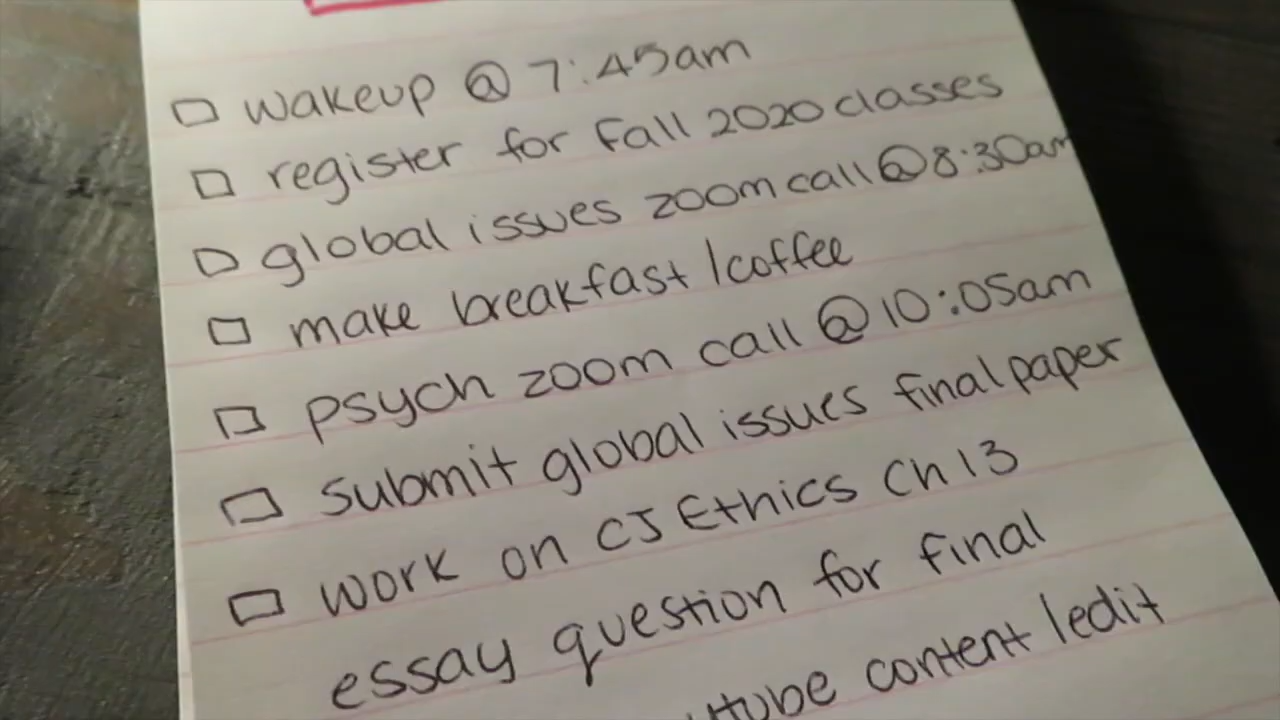 wakeup @ 7:45am
register for Fall 2020 classes
global issues zoom call @ 8:30am
make breakfast /coffee
psych zoom call @ 10:05am
submit global issues final paper
work on CJ Ethics Ch 13
essay question for final
content /edit